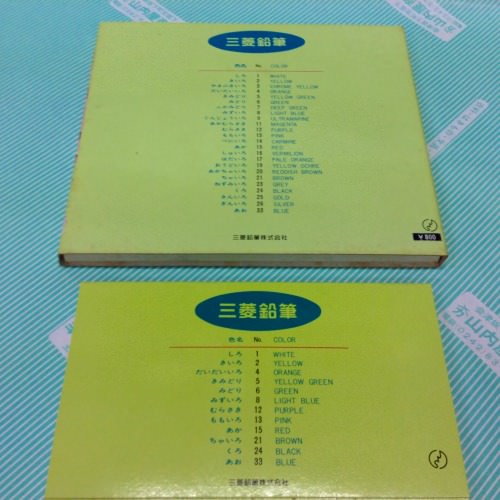 三菱鉛筆
色名 No. COLOR
しろ 1 WHITE
きいろ 2 YELLOW
やまぶきいろ 3 CHROME YELLOW
だいだいいろ 4 ORANGE
きみどり 5 YELLOW GREEN
みどり 6 GREEN
ふかみどり 7 DEEP GREEN
みずいろ 8 LIGHT BLUE
ぐんじょういろ 9 ULTRAMARINE
あかむらさき 11 MAGENTA
むらさき 12 PURPLE
ももいろ 13 PINK
べにいろ 14 CARMINE
あか 15 RED
しゅいろ 16 VERMILION
はだいろ 17 PALE ORANGE
おうどいろ 19 YELLOW OCHRE
あかちゃいろ 20 REDDISH BROWN
ちゃいろ 21 BROWN
ねずみいろ 23 GREY
くろ 24 BLACK
きんいろ 25 GOLD
ぎんいろ 26 SILVER
あお 33 BLUE
三菱鉛筆株式会社
¥800
三菱鉛筆
色名 No. COLOR
しろ 1 WHITE
きいろ 2 YELLOW
だいだいいろ 4 ORANGE
きみどり 5 YELLOW GREEN
みどり 6 GREEN
みずいろ 8 LIGHT BLUE
むらさき 12 PURPLE
ももいろ 13 PINK
あか 15 RED
ちゃいろ 21 BROWN
くろ 24 BLACK
あお 33 BLUE
三菱鉛筆株式会社